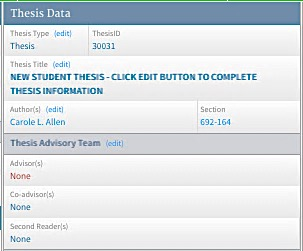 Thesis Data
Thesis Type (edit) ThesisID
Thesis 30031
Thesis Title (edit)
NEW STUDENT THESIS - CLICK EDIT BUTTON TO COMPLETE
THESIS INFORMATION
Author(s) (edit) Section
Carole L. Allen 692-164
Thesis Advisory Team (edit)
Advisor(s)
None
Co-advisor(s)
None
Second Reader(s)
None